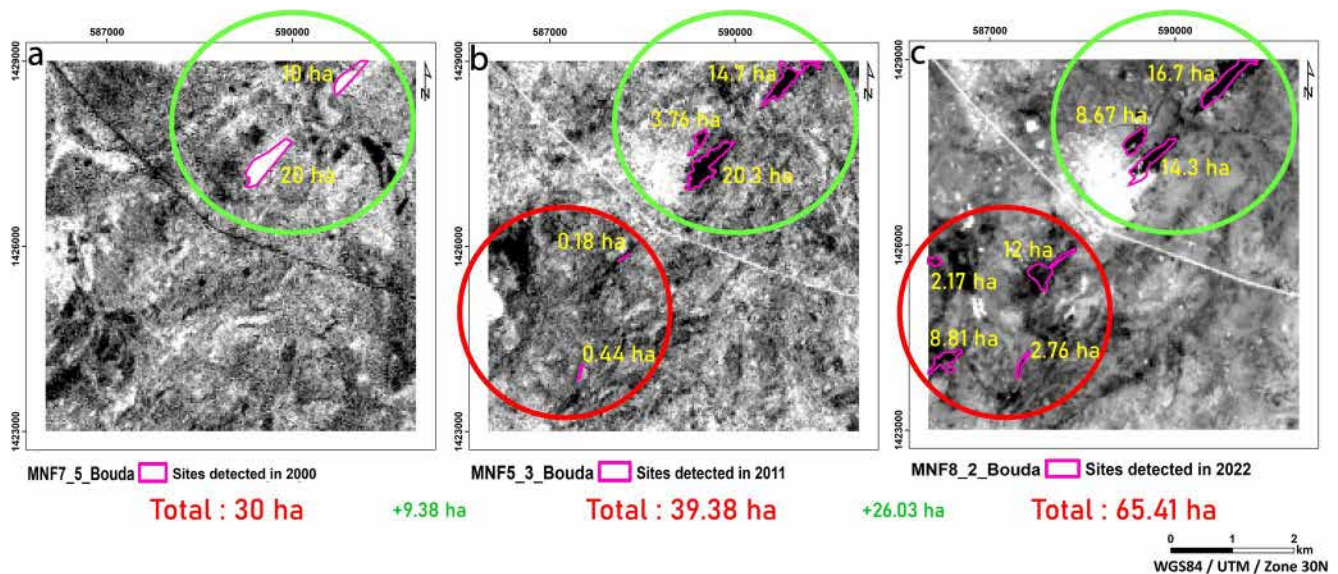 587000 590000
a
1429000
1426000
1423000
N
10 ha
20 ha
MNF7_5_Bouda Sites detected in 2000
Total : 30 ha
+9.38 ha
587000 590000
b
1429000
1426000
1423000
N
14.7 ha
3.76 ha
20.3 ha
0.18 ha
0.44 ha
MNF5_3_Bouda Sites detected in 2011
Total : 39.38 ha
+26.03 ha
587000 590000
c
1429000
1426000
1423000
N
16.7 ha
8.67 ha
14.3 ha
12 ha
2.17 ha
8.81 ha
2.76 ha
MNF8_2_Bouda Sites detected in 2022
Total : 65.41 ha
0 1 2
km
WGS84 / UTM / Zone 30N